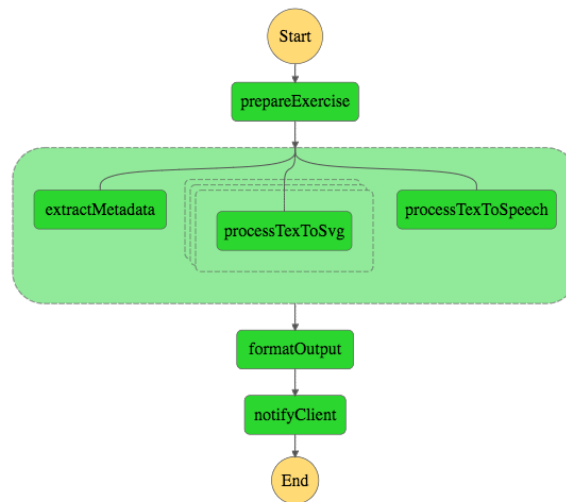 Start
prepareExercise
extractMetadata
processTexToSvg
processTexToSpeech
formatOutput
notifyClient
End